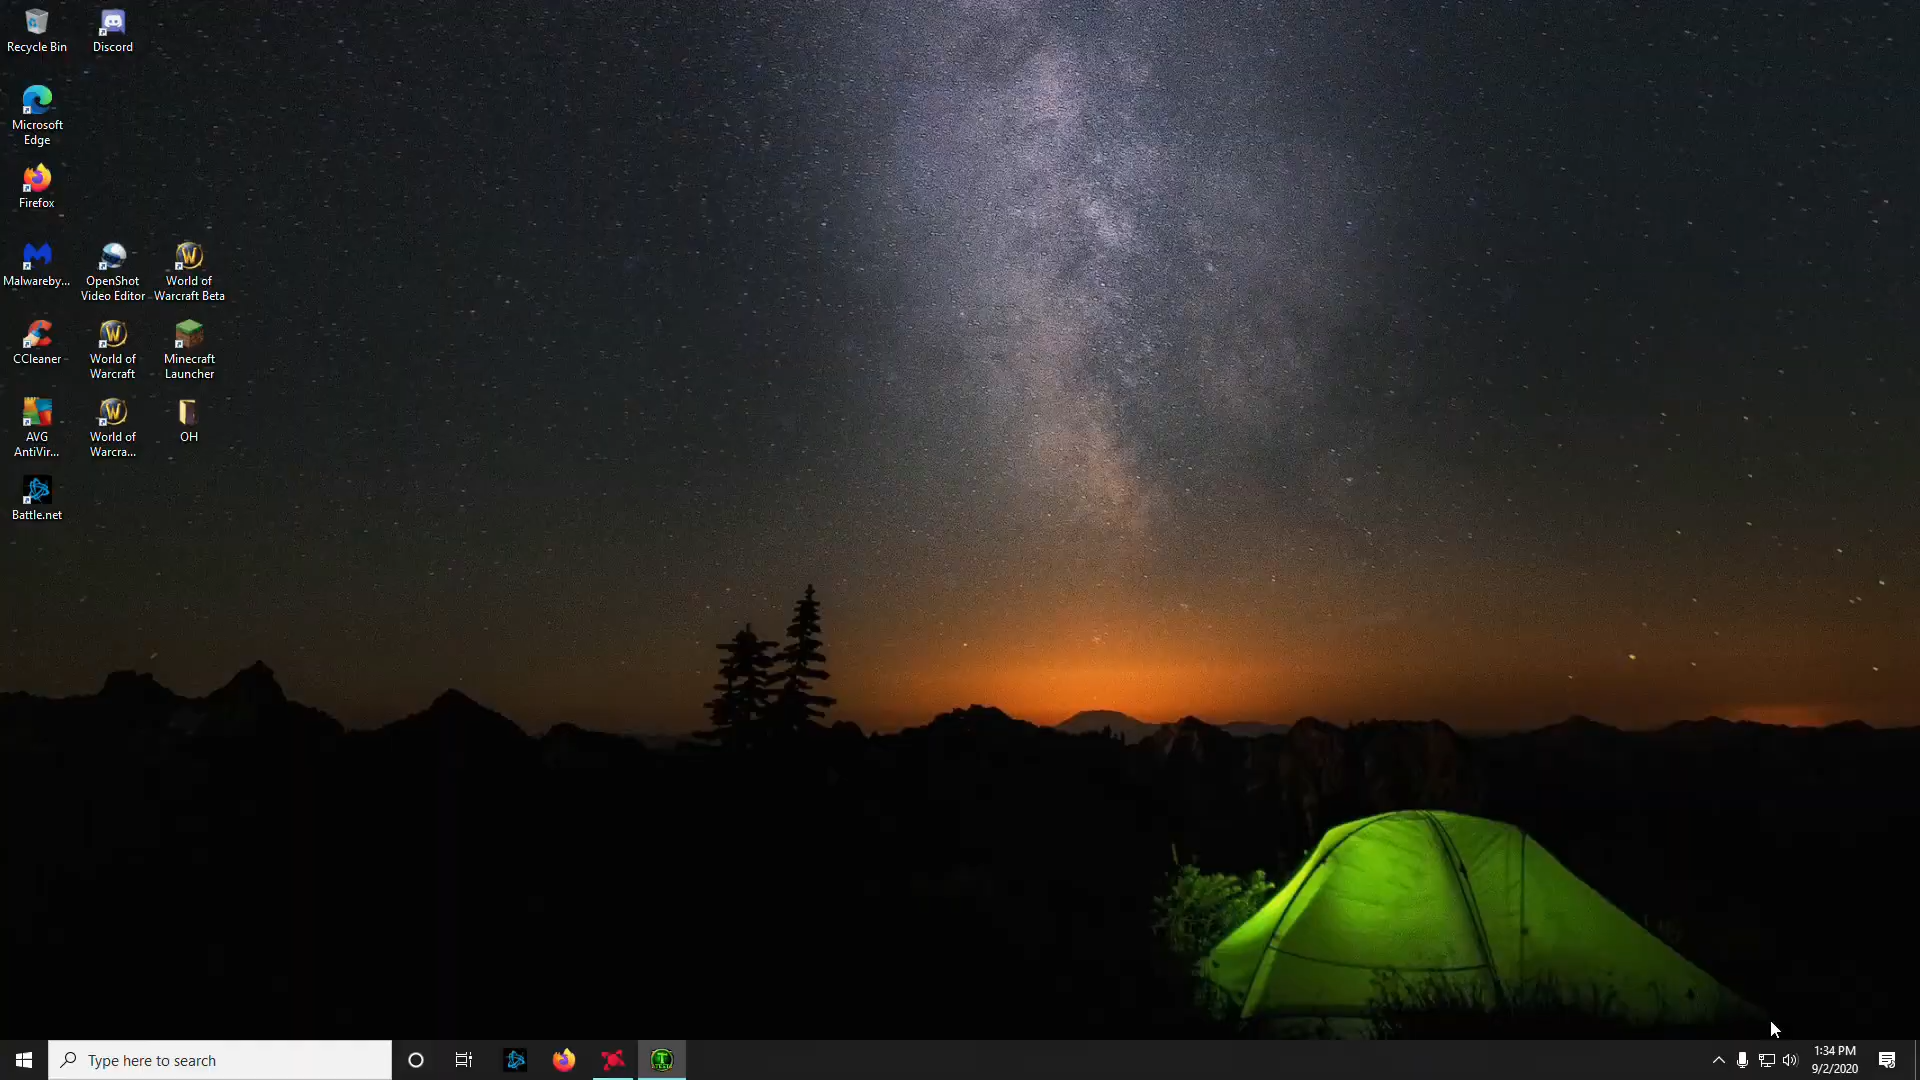 Recycle Bin
Discord
Microsoft
Edge
Firefox
Malwareby...
OpenShot
Video Editor
World of
Warcraft Beta
CCleaner
World of
Warcraft
Minecraft
Launcher
AVG
AntiVir...
World of
Warcra...
OH
Battle.net
Type here to search
1:34 PM
9/2/2020